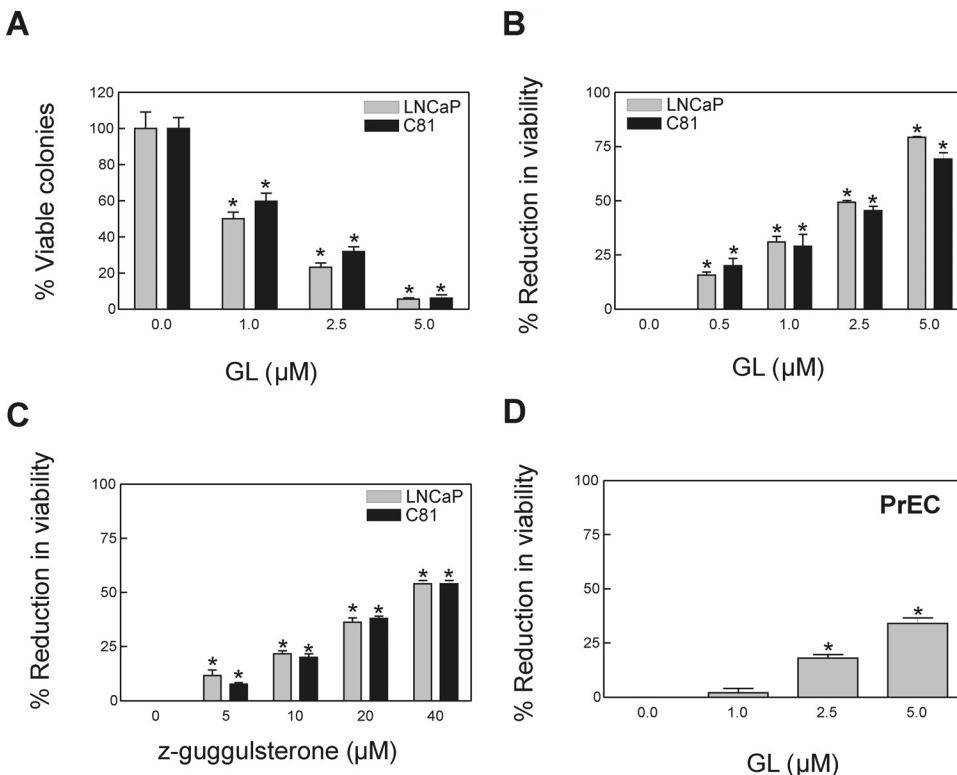 A
% Viable colonies
120
100
80
60
40
20
0
LNCaP
C81
* *
* *
* *
0.0 1.0 2.5 5.0
GL (µM)
B
% Reduction in viability
100
75
50
25
0
LNCaP
C81
* *
* *
* *
* *
0.0 0.5 1.0 2.5 5.0
GL (µM)
C
% Reduction in viability
100
75
50
25
0
LNCaP
C81
* *
* *
* *
* *
0 5 10 20 40
z-guggulsterone (µM)
D
% Reduction in viability
100
75
50
25
0
PrEC
*
*
0.0 1.0 2.5 5.0
GL (µM)